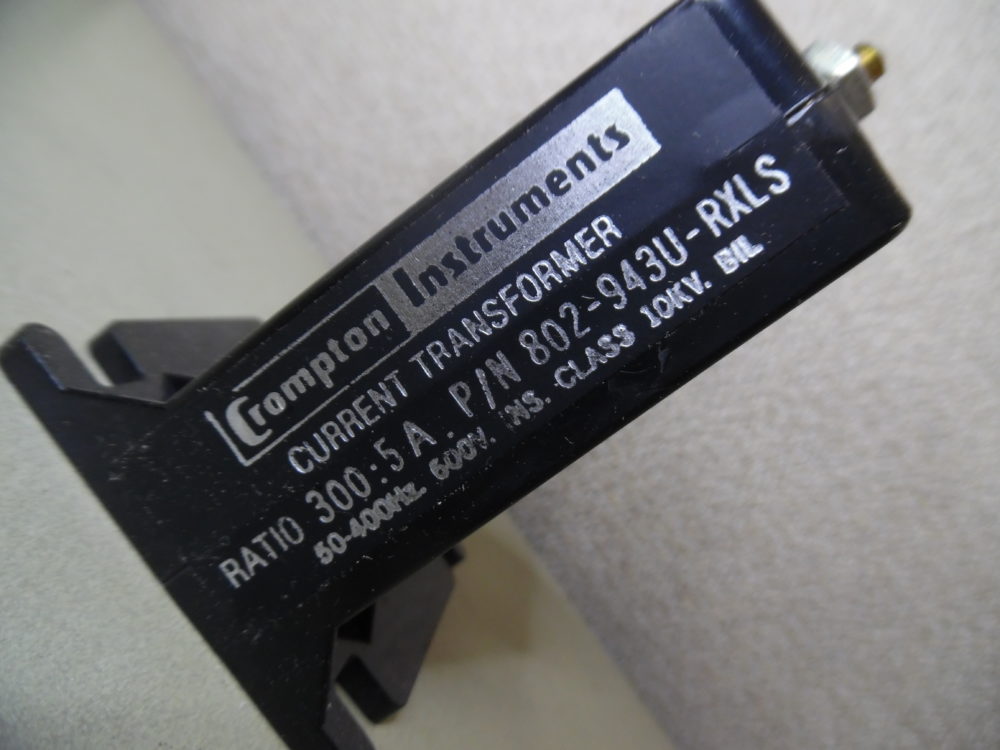 Crompton Instruments
CURRENT TRANSFORMER
RATIO 300:5A. P/N 802-943U-RXLS
50-400Hz. 600V. INS. CLASS 10KV. BIL